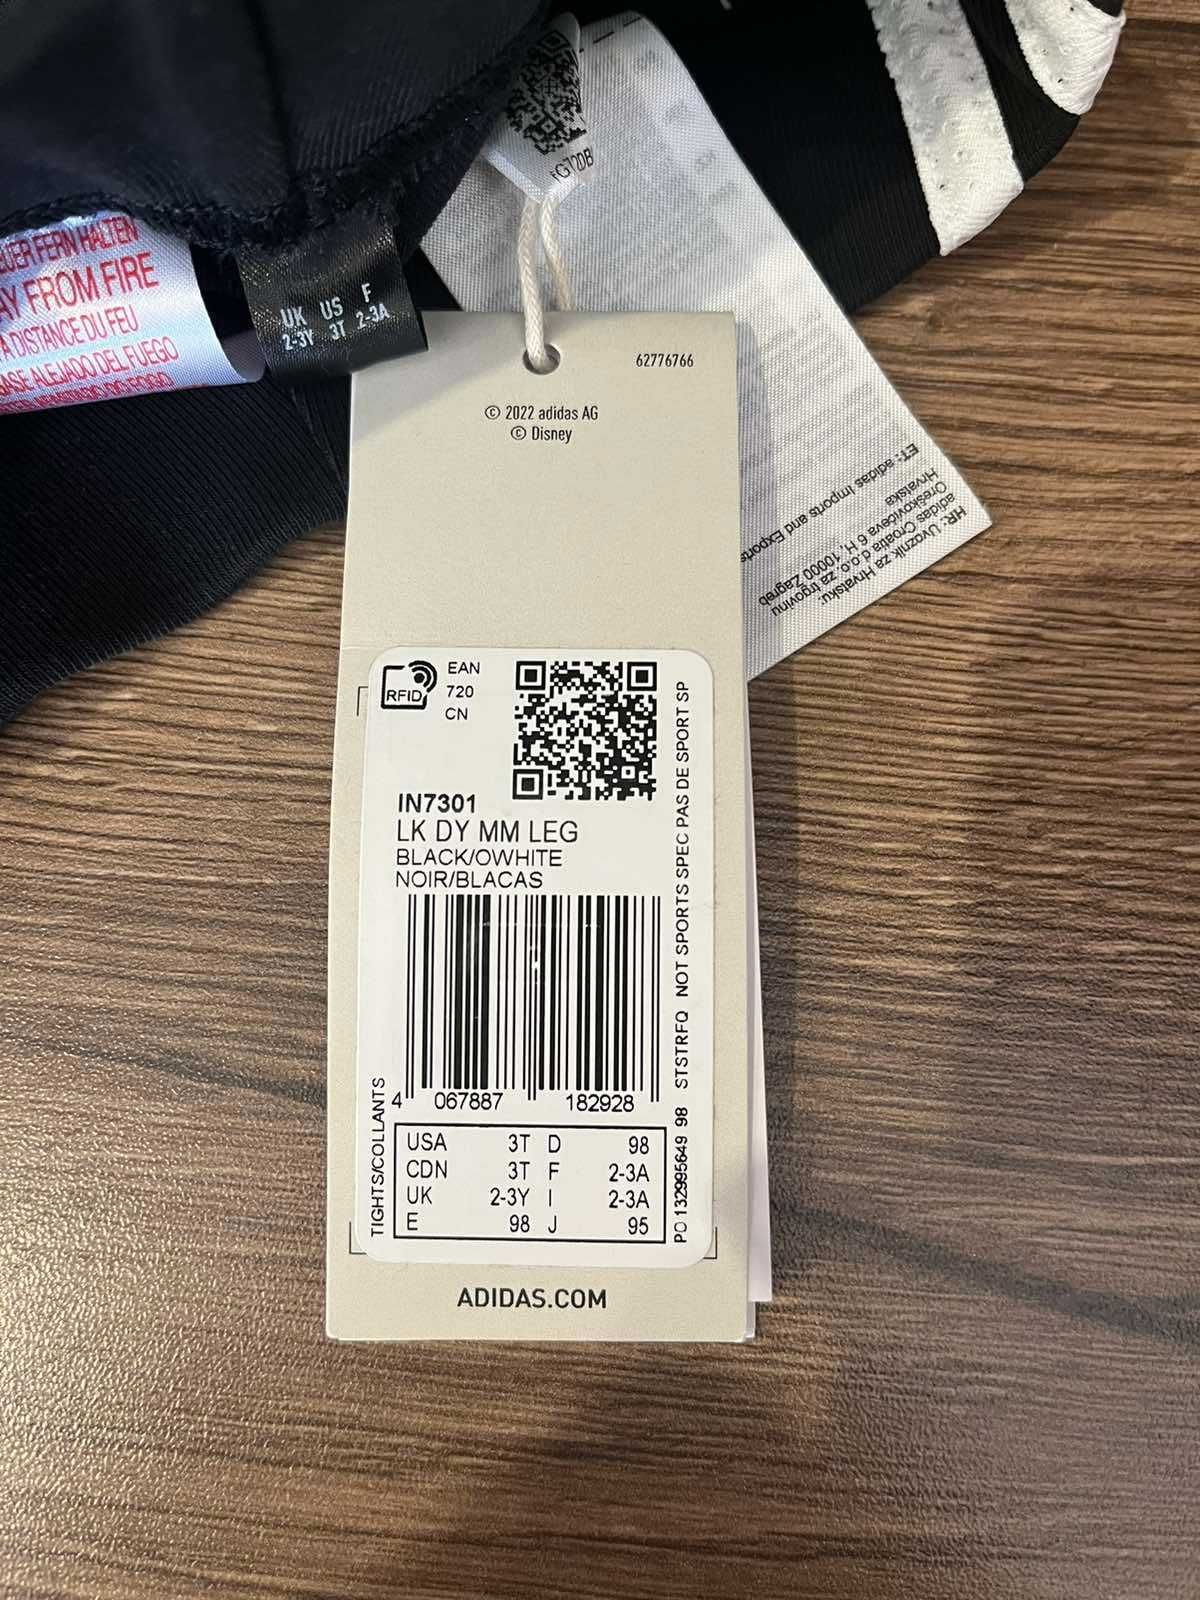 FERN HALTEN
FROM FIRE
DISTANCE DU FEU
ALEJADO DEL FUEGO
UK US F
2-3Y 3T 2-3A
62776766
© 2022 adidas AG
© Disney
ET: adidas Imports and Exports
HR: Uvoznik za Hrvatsku:
adidas Croatia d.o.o. za trgovinu
Oreškovićeva 6 H, 10000 Zagreb
Hrvatska
RFID
EAN
720
CN
IN7301
LK DY MM LEG
BLACK/OWHITE
NOIR/BLACAS
4 067887 182928
TIGHTS/COLLANTS
USA 3T D 98
CDN 3T F 2-3A
UK 2-3Y I 2-3A
E 98 J 95
PO 132995649 98 STSTRFQ NOT SPORTS SPEC PAS DE SPORT SP
ADIDAS.COM